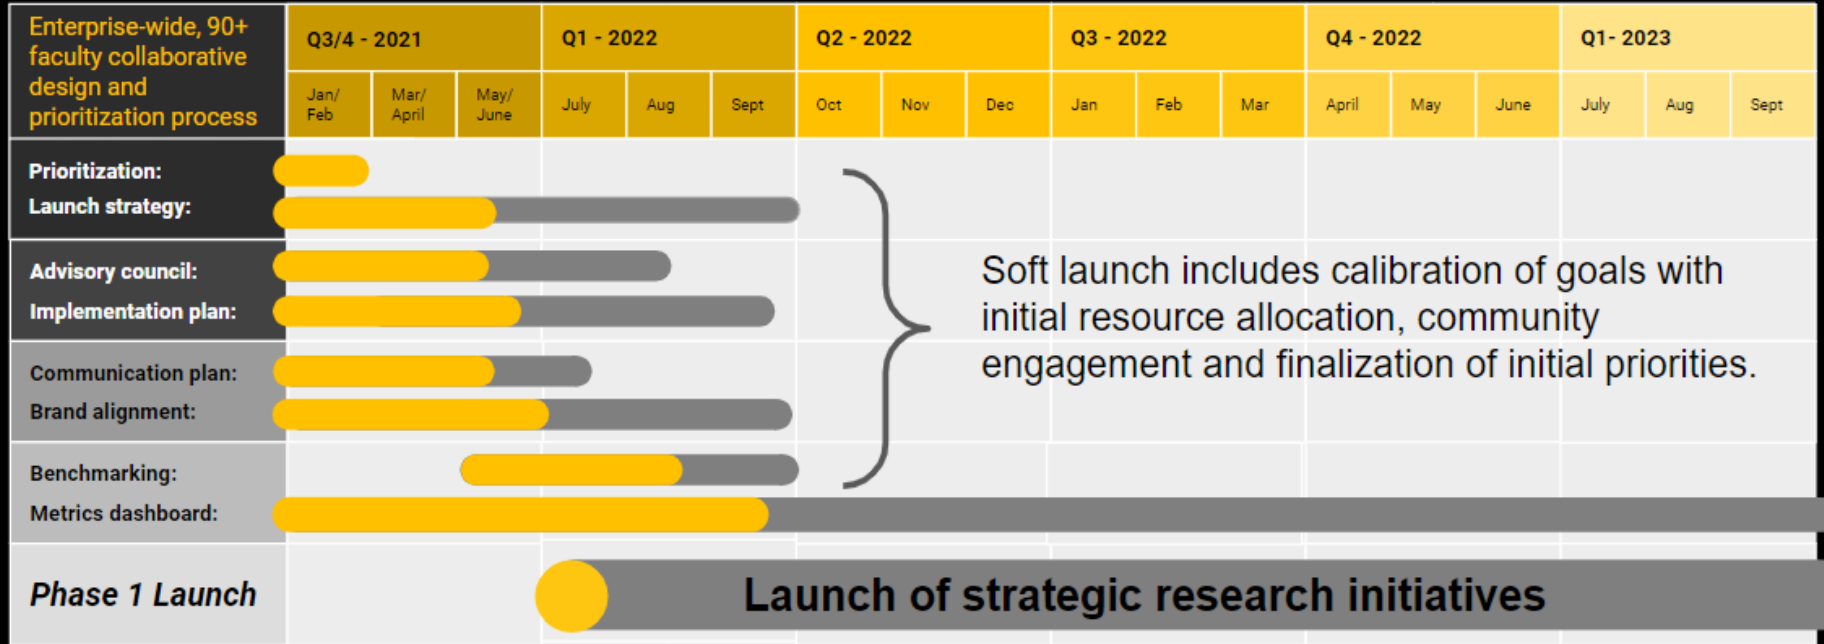 Enterprise-wide, 90+
faculty collaborative
design and
prioritization process
Q3/4 - 2021
Q1 - 2022
Q2 - 2022
Q3 - 2022
Q4 - 2022
Q1- 2023
Jan/
Feb
Mar/
April
May/
June
July
Aug
Sept
Oct
Nov
Dec
Jan
Feb
Mar
April
May
June
July
Aug
Sept
Prioritization:
Launch strategy:
Advisory council:
Implementation plan:
Communication plan:
Brand alignment:
Benchmarking:
Metrics dashboard:
Soft launch includes calibration of goals with
initial resource allocation, community
engagement and finalization of initial priorities.
Phase 1 Launch
Launch of strategic research initiatives